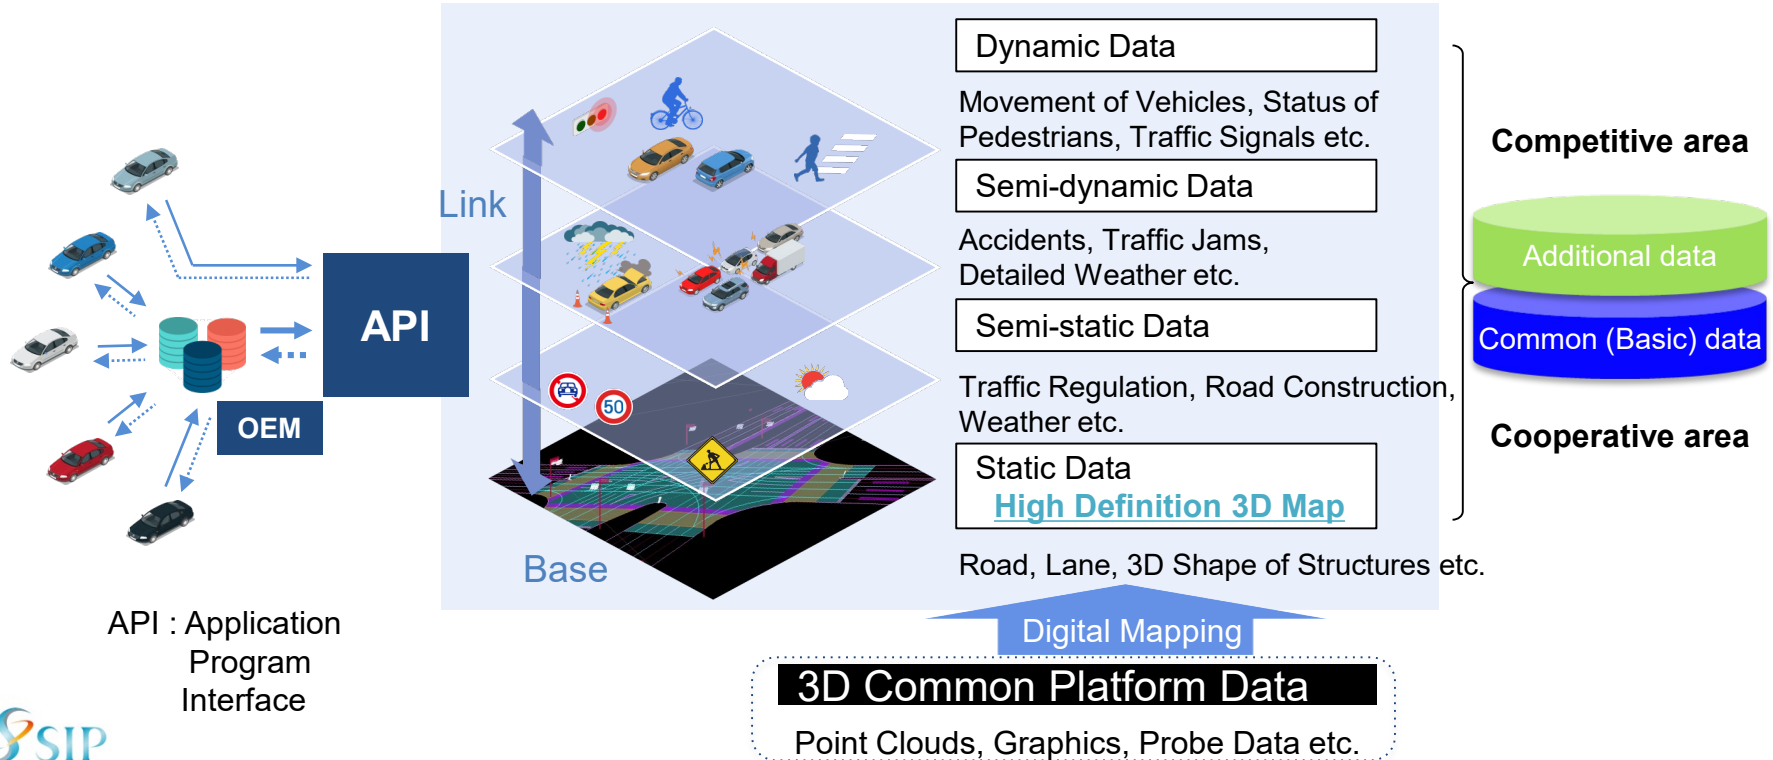 Dynamic Data
Movement of Vehicles, Status of
Pedestrians, Traffic Signals etc.
Semi-dynamic Data
Accidents, Traffic Jams,
Detailed Weather etc.
Semi-static Data
Traffic Regulation, Road Construction,
Weather etc.
Static Data
High Definition 3D Map
Road, Lane, 3D Shape of Structures etc.
Competitive area
Additional data
Common (Basic) data
Cooperative area
Link
API
OEM
50
Base
API : Application
Program
Interface
Digital Mapping
3D Common Platform Data
Point Clouds, Graphics, Probe Data etc.
SIP